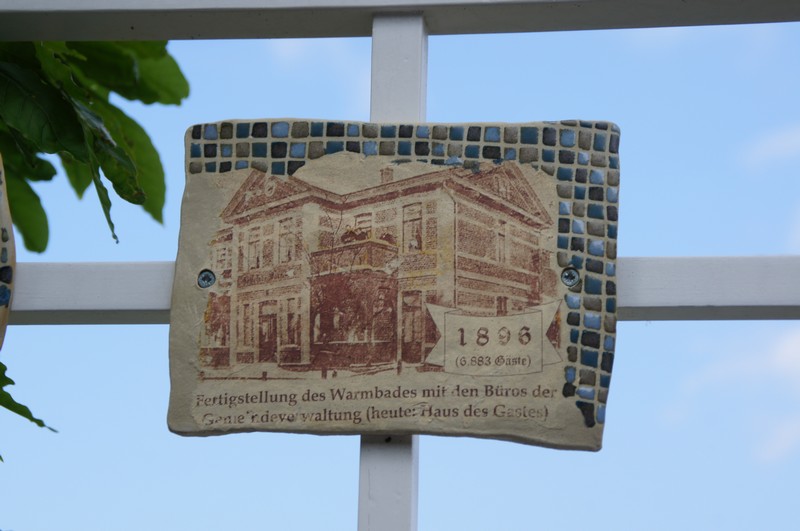 1896
(6.883 Gäste)
Fertigstellung des Warmbades mit den Büros der
Gemeindeverwaltung (heute: Haus des Gastes)